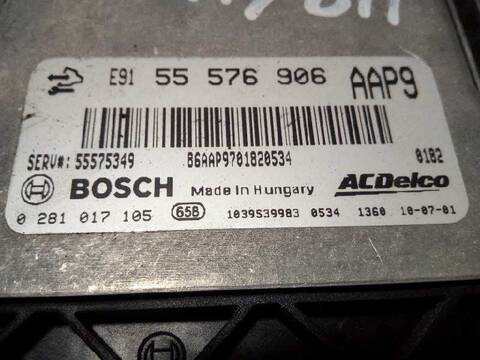 E91 55 576 906 AAP9
SERV#: 55575349 B6AAP9701820534 0182
BOSCH Made in Hungary ACDelco
0 281 017 105 65B 1039S39983 0534 1360 10-07-01